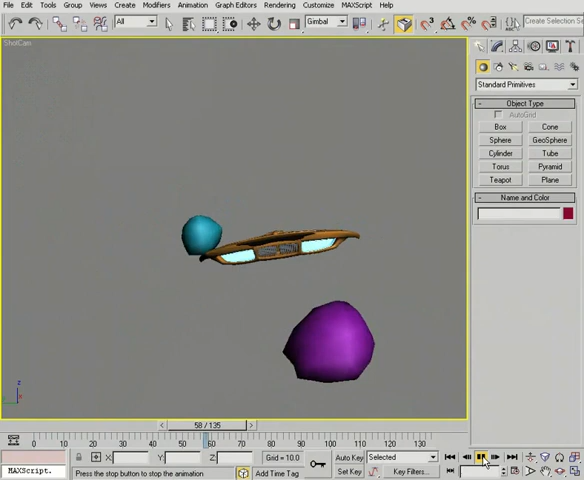 File Edit Tools Group Views Create Modifiers Animation Graph Editors Rendering Customize MAXScript Help
All
Gimbal
Create Selection Se
ShotCam
Standard Primitives
Object Type
AutoGrid
Box Cone
Sphere GeoSphere
Cylinder Tube
Torus Pyramid
Teapot Plane
Name and Color
z
x
58 / 135
0 10 20 30 40 50 60 70 80 90 100 110 120 130
X: Y: Z: Grid = 10.0 Auto Key Selected
MAXScript. Press the stop button to stop the animation Add Time Tag Set Key Key Filters...